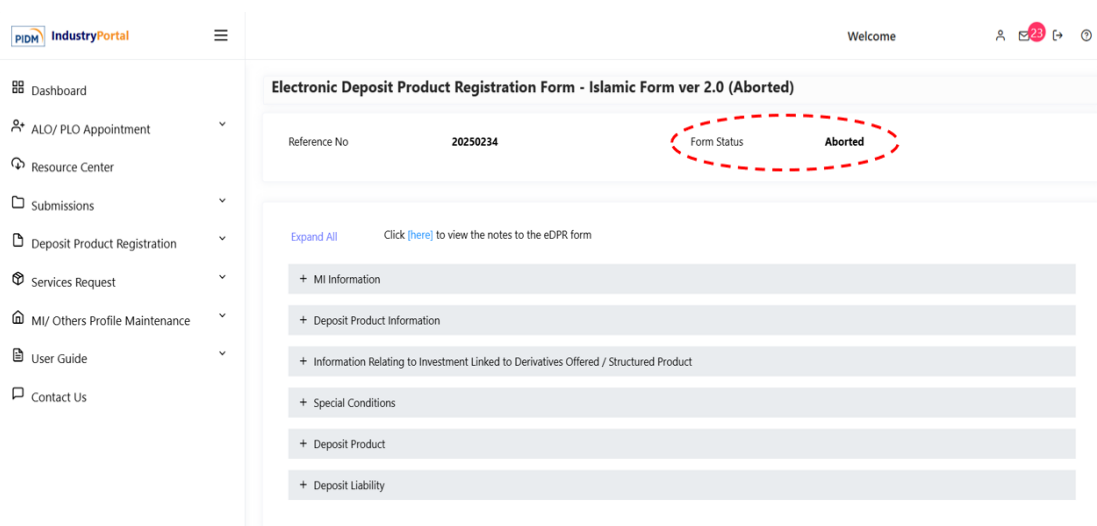 PIDM IndustryPortal
Welcome
23
Dashboard
ALO/ PLO Appointment
Resource Center
Submissions
Deposit Product Registration
Services Request
MI/ Others Profile Maintenance
User Guide
Contact Us
Electronic Deposit Product Registration Form - Islamic Form ver 2.0 (Aborted)
Reference No 20250234 Form Status Aborted
Expand All Click [here] to view the notes to the eDPR form
+ MI Information
+ Deposit Product Information
+ Information Relating to Investment Linked to Derivatives Offered / Structured Product
+ Special Conditions
+ Deposit Product
+ Deposit Liability